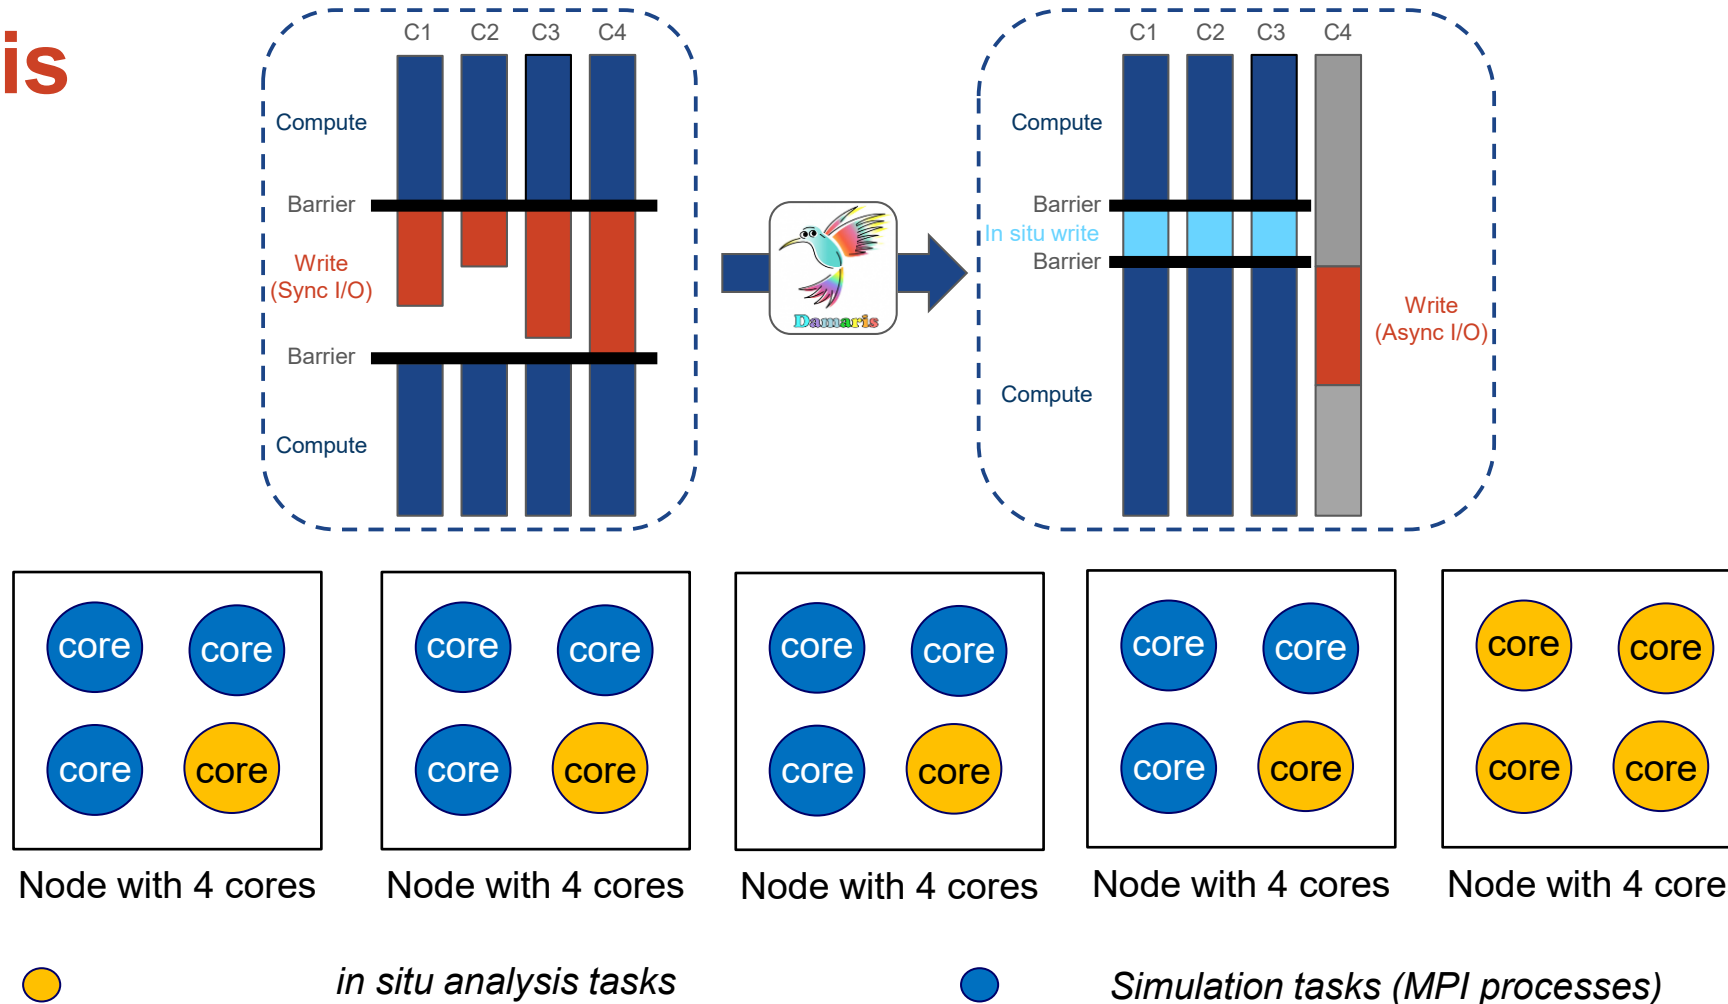 is
C1 C2 C3 C4
Compute
Barrier
Write
(Sync I/O)
Barrier
Compute
Damaris
C1 C2 C3 C4
Compute
Barrier
In situ write
Barrier
Write
(Async I/O)
Compute
core core
core core
Node with 4 cores
core core
core core
Node with 4 cores
core core
core core
Node with 4 cores
core core
core core
Node with 4 cores
core core
core core
Node with 4 core
in situ analysis tasks
Simulation tasks (MPI processes)